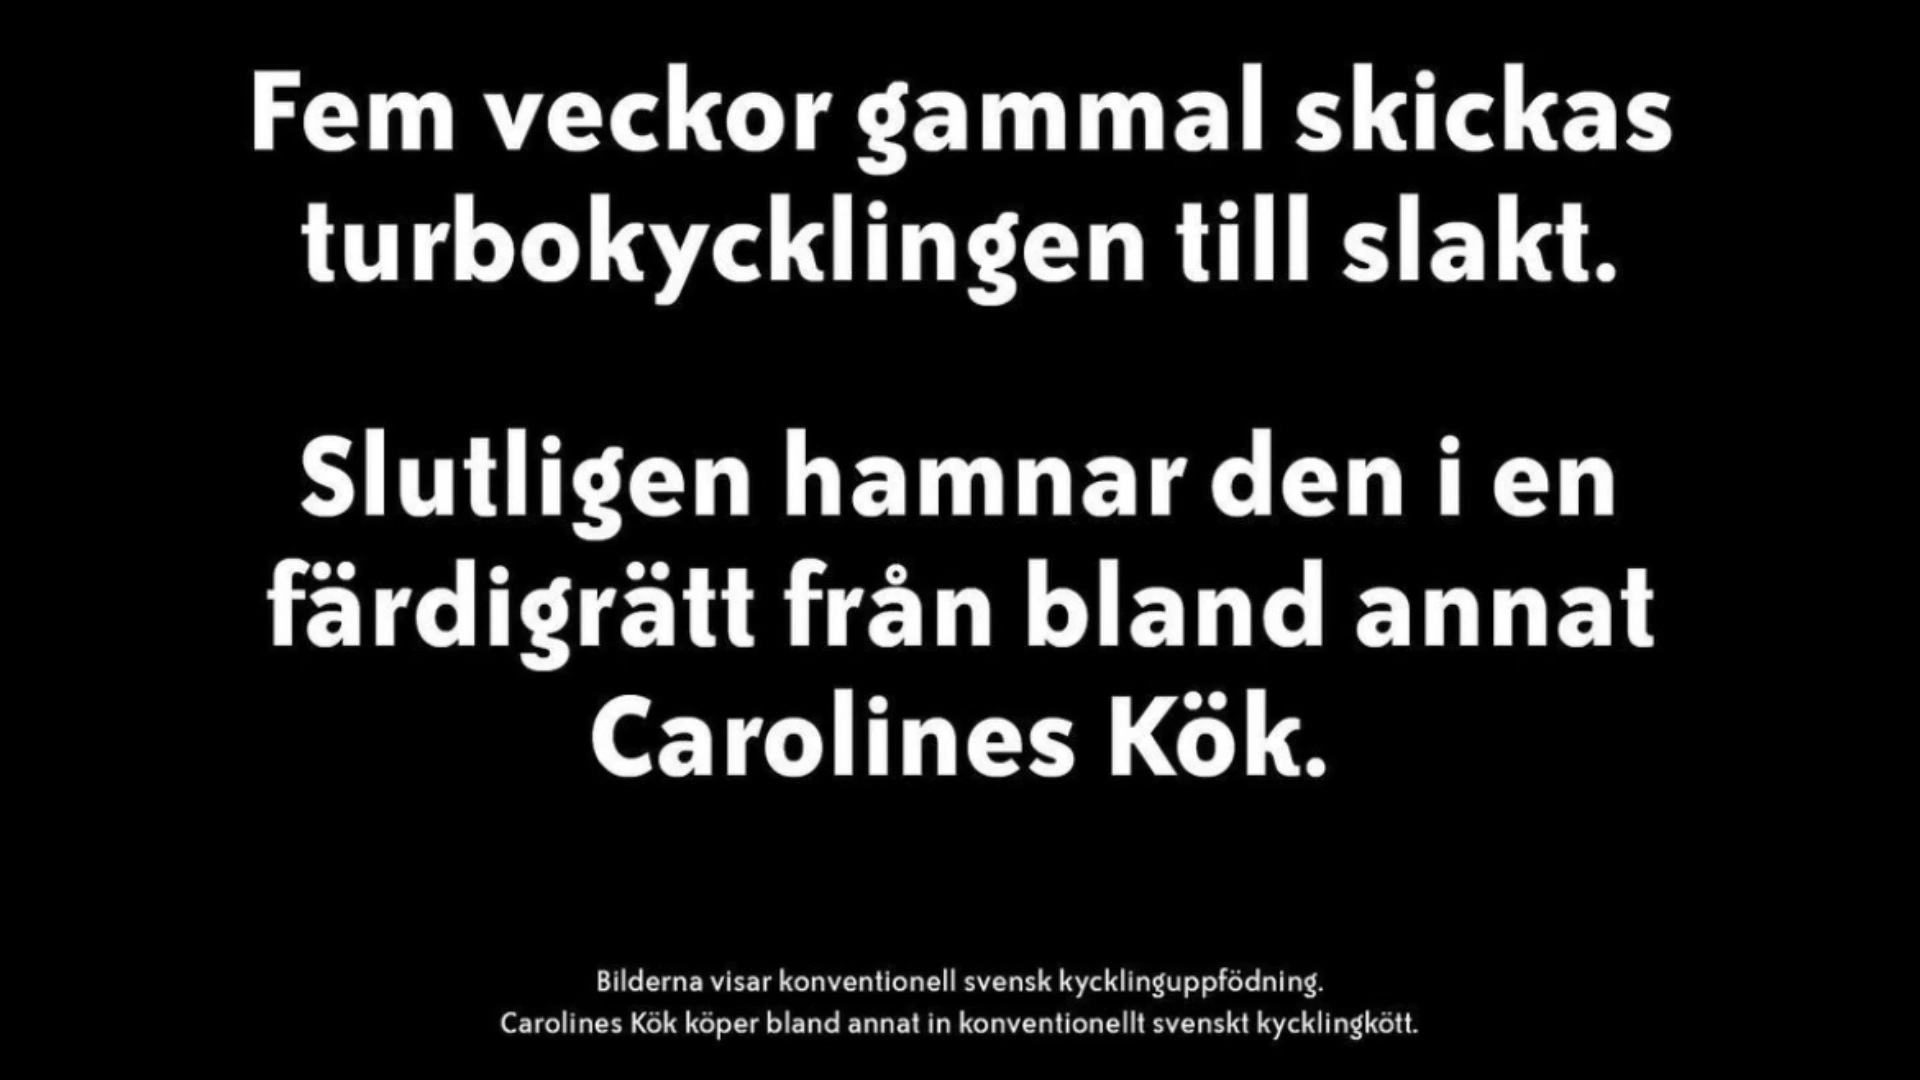 Fem veckor gammal skickas
turbokycklingen till slakt.
Slutligen hamnar den i en
färdigrätt från bland annat
Carolines Kök.
Bilderna visar konventionell svensk kycklinguppfödning.
Carolines Kök köper bland annat in konventionellt svenskt kycklingkött.